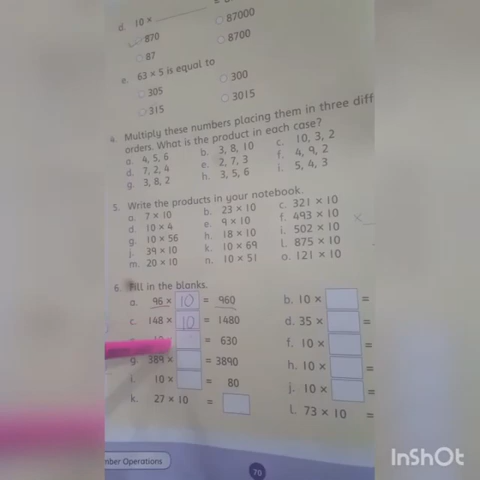 d. 10 ×
87000
870
8700
87
e. 63 × 5 is equal to
305
300
315
3015
4. Multiply these numbers placing them in three diff
orders. What is the product in each case?
a. 4, 5, 6 b. 3, 8, 10 c. 10, 3, 2
d. 7, 2, 4 e. 2, 7, 3 f. 4, 9, 2
g. 3, 8, 2 h. 3, 5, 6 i. 5, 4, 3
5. Write the products in your notebook.
a. 7 × 10 b. 23 × 10 c. 321 × 10
d. 10 × 4 e. 9 × 10 f. 493 × 10
g. 10 × 56 h. 18 × 10 i. 502 × 10
j. 39 × 10 k. 10 × 69 l. 875 × 10
m. 20 × 10 n. 10 × 51 o. 121 × 10
6. Fill in the blanks.
a. 96 × 10 = 960 b. 10 × =
c. 148 × 10 = 1480 d. 35 × =
= 630 f. 10 × =
g. 389 × = 3890 h. 10 × =
i. 10 × = 80 j. 10 × =
k. 27 × 10 = l. 73 × 10 =
mber Operations
70
InShOt